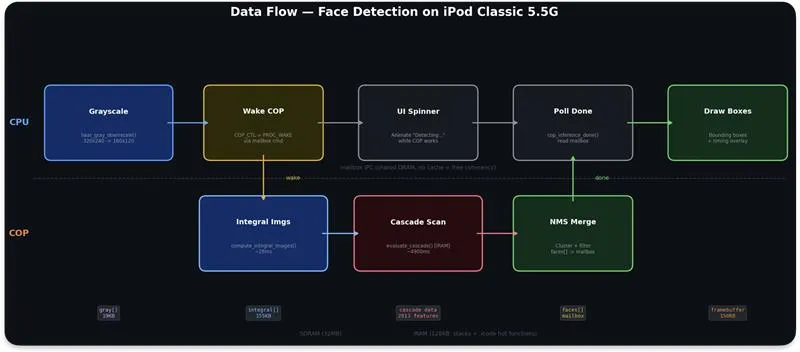 Data Flow — Face Detection on iPod Classic 5.5G
CPU
Grayscale
haar_gray_downscale()
320x240 -> 160x120
Wake COP
COP_CTL = PROC_WAKE
via mailbox cmd
UI Spinner
Animate "Detecting..."
while COP works
Poll Done
cop_inference_done()
read mailbox
Draw Boxes
Bounding boxes
+ timing overlay
mailbox IPC (shared DRAM, no cache = free coherency)
wake
done
COP
Integral Imgs
compute_integral_images()
~28ms
Cascade Scan
evaluate_cascade() [IRAM]
~4900ms
NMS Merge
Cluster + filter
faces[] -> mailbox
gray[]
19KB
integral[]
155KB
cascade data
2913 features
faces[]
mailbox
framebuffer
150KB
SDRAM (32MB)
IRAM (128KB: stacks + .icode hot functions)